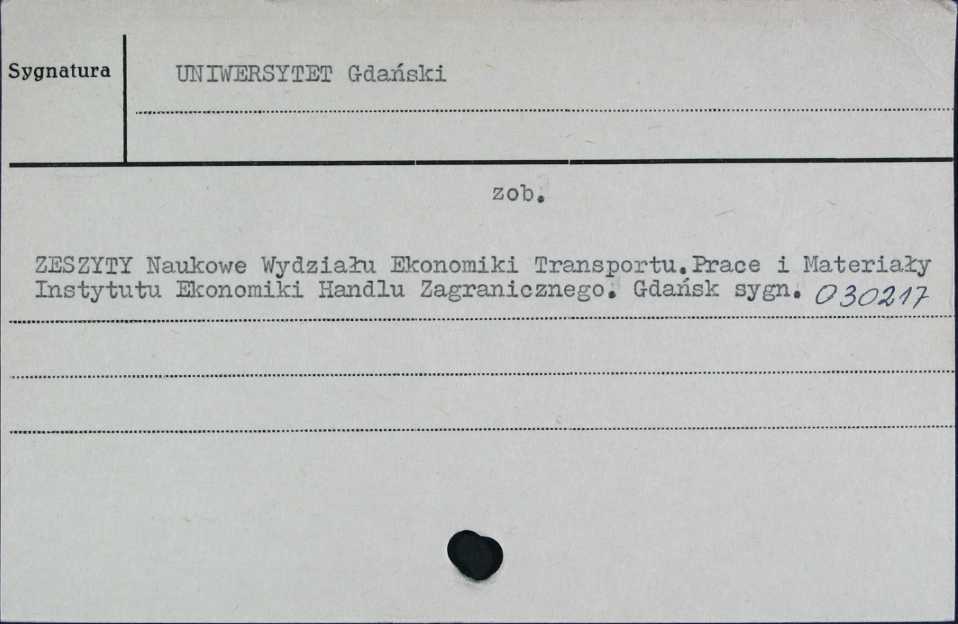 Sygnatura
UNIWERSYTET Gdański
zob.
ZESZYTY Naukowe Wydziału Ekonomiki Transportu.Prace i Materiały
Instytutu Ekonomiki Handlu Zagranicznego. Gdańsk sygn. 030217